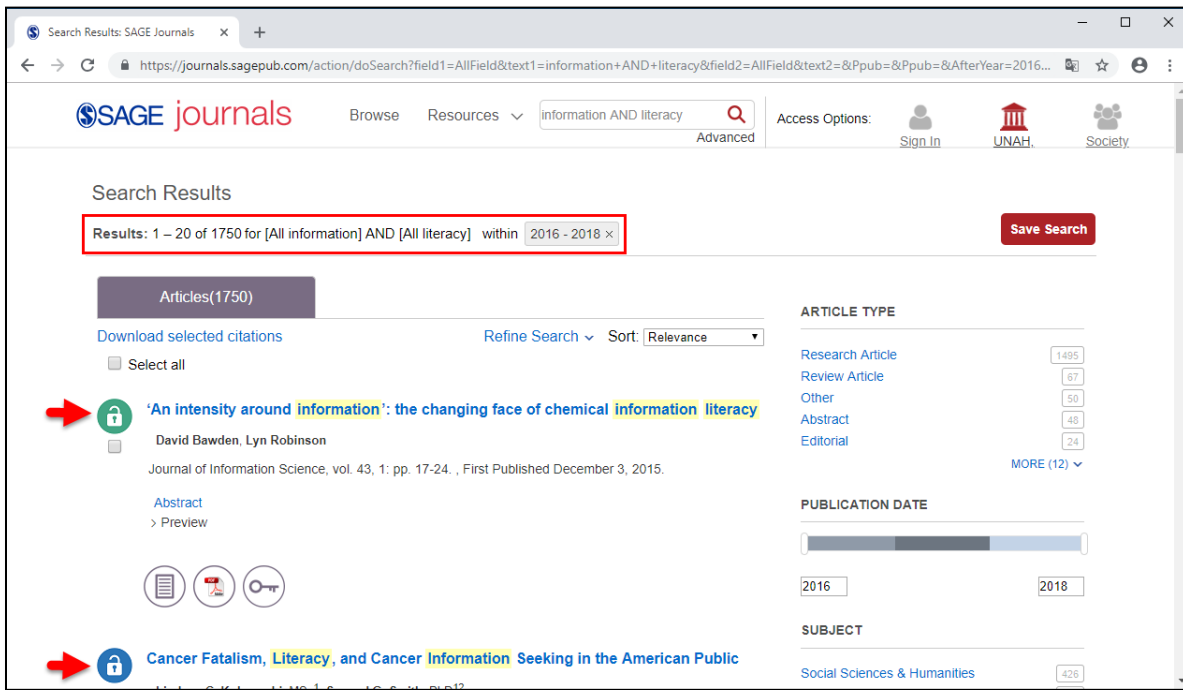 Search Results: SAGE Journals
https://journals.sagepub.com/action/doSearch?field1=AllField&text1=information+AND+literacy&field2=AllField&text2=&Ppub=&Ppub=&AfterYear=2016...
SAGE journals
Browse Resources
information AND literacy
Advanced
Access Options:
Sign In
UNAH,
Society
Search Results
Results: 1 – 20 of 1750 for [All information] AND [All literacy] within 2016 - 2018 ×
Save Search
Articles(1750)
Download selected citations
Refine Search Sort: Relevance
Select all
‘An intensity around information’: the changing face of chemical information literacy
David Bawden, Lyn Robinson
Journal of Information Science, vol. 43, 1: pp. 17-24. , First Published December 3, 2015.
Abstract
> Preview
PDF
Cancer Fatalism, Literacy, and Cancer Information Seeking in the American Public
ARTICLE TYPE
Research Article 1495
Review Article 67
Other 50
Abstract 48
Editorial 24
MORE (12)
PUBLICATION DATE
2016 2018
SUBJECT
Social Sciences & Humanities 426